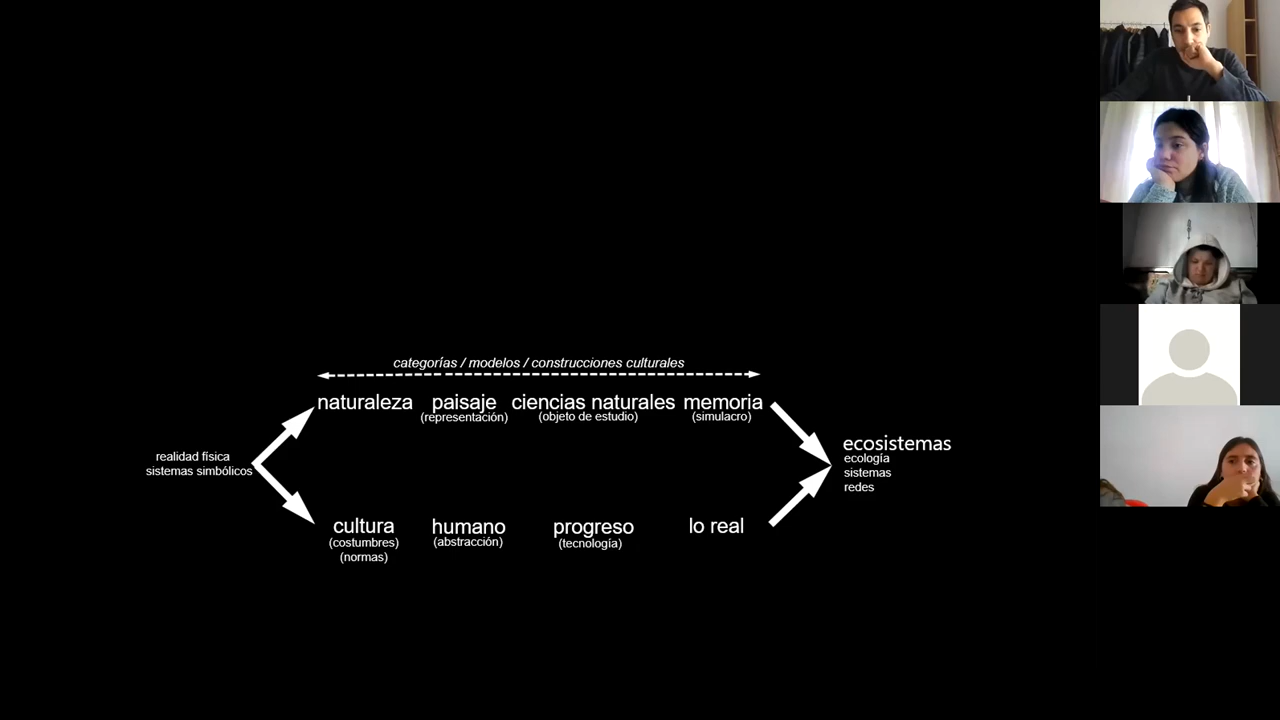 categorías / modelos / construcciones culturales
naturaleza paisaje ciencias naturales memoria
(representación) (objeto de estudio) (simulacro)
realidad física
sistemas simbólicos
ecosistemas
ecología
sistemas
redes
cultura humano progreso lo real
(costumbres) (abstracción) (tecnología)
(normas)